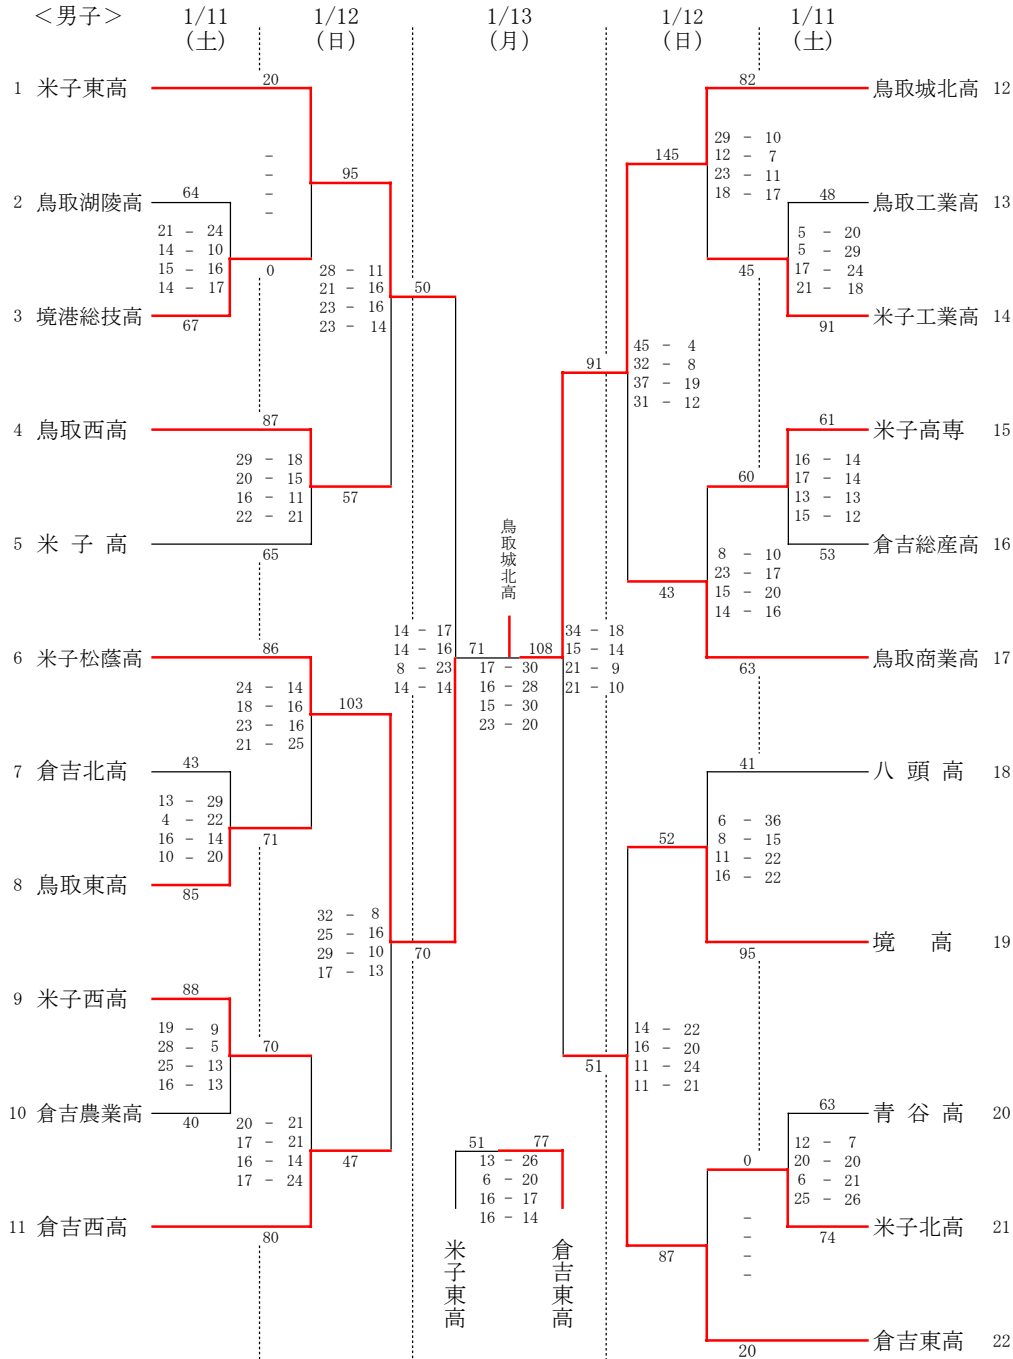 ＜男子＞ 1/11 1/12 1/13 1/12 1/11
(土) (日) (月) (日) (土)
1 米子東高 20
2 鳥取湖陵高 64
-
-
-
-
21 - 24
14 - 10
15 - 16
14 - 17
0
3 境港総技高 67
95
28 - 11
21 - 16
23 - 16
23 - 14
50
4 鳥取西高 87
29 - 18
20 - 15
16 - 11
22 - 21
57
5 米子高 65
6 米子松蔭高 86
24 - 14
18 - 16
23 - 16
21 - 25
103
7 倉吉北高 43
13 - 29
4 - 22
16 - 14
10 - 20
71
8 鳥取東高 85
32 - 8
25 - 16
29 - 10
17 - 13
70
9 米子西高 88
19 - 9
28 - 5
25 - 13
16 - 13
70
10 倉吉農業高 40
20 - 21
17 - 21
16 - 14
17 - 24
47
11 倉吉西高 80
14 - 17
14 - 16
8 - 23
14 - 14
鳥取城北高
71 108
17 - 30
16 - 28
15 - 30
23 - 20
34 - 18
15 - 14
21 - 9
21 - 10
51 77
13 - 26
6 - 20
16 - 17
16 - 14
米子東高
倉吉東高
82 鳥取城北高 12
145
29 - 10
12 - 7
23 - 11
18 - 17
48 鳥取工業高 13
5 - 20
5 - 29
17 - 24
21 - 18
45
91 米子工業高 14
91
45 - 4
32 - 8
37 - 19
31 - 12
61 米子高専 15
60
16 - 14
17 - 14
13 - 13
15 - 12
53 倉吉総産高 16
8 - 10
23 - 17
15 - 20
14 - 16
43
63 鳥取商業高 17
41 八頭高 18
52
6 - 36
8 - 15
11 - 22
16 - 22
95 境高 19
14 - 22
16 - 20
11 - 24
11 - 21
51
63 青谷高 20
0
12 - 7
20 - 20
6 - 21
25 - 26
74 米子北高 21
-
-
-
-
87
20 倉吉東高 22